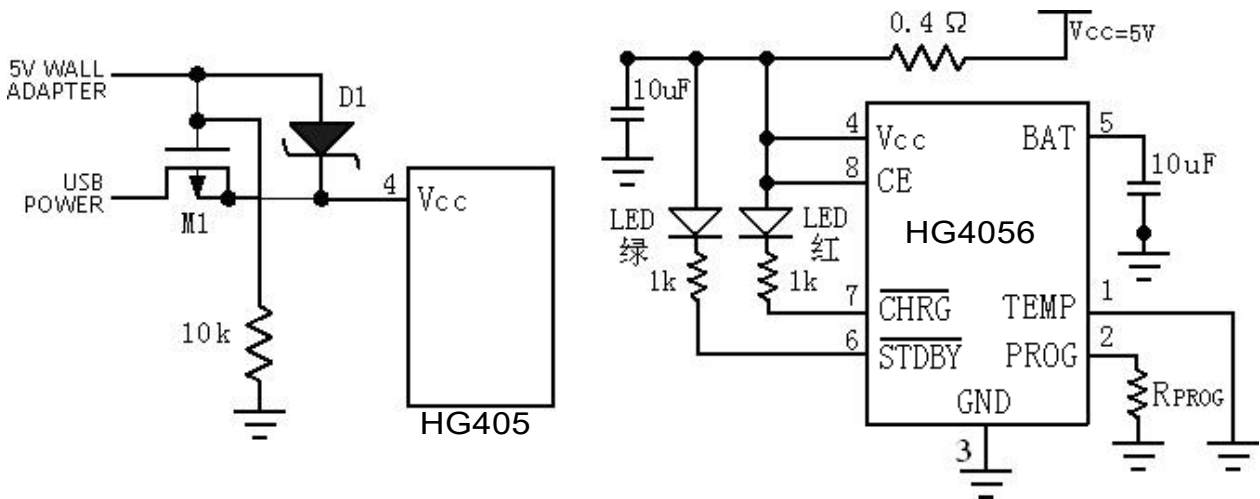 5V WALL
ADAPTER
D1
USB
POWER
M1
4
Vcc
10k
HG405
0.4 Ω
Vcc=5V
10uF
4
Vcc
BAT
5
8
CE
10uF
HG4056
LED
绿
LED
红
1k
1k
7
CHRG
TEMP
1
6
STDBY
PROG
2
RPROG
GND
3